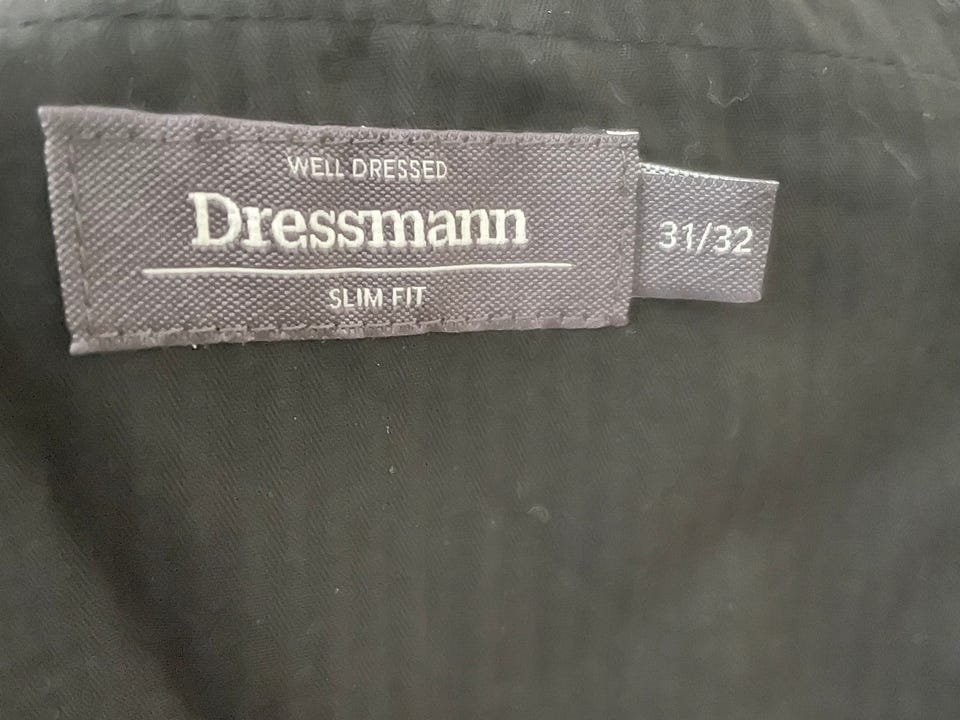 WELL DRESSED
Dressmann
SLIM FIT
31/32